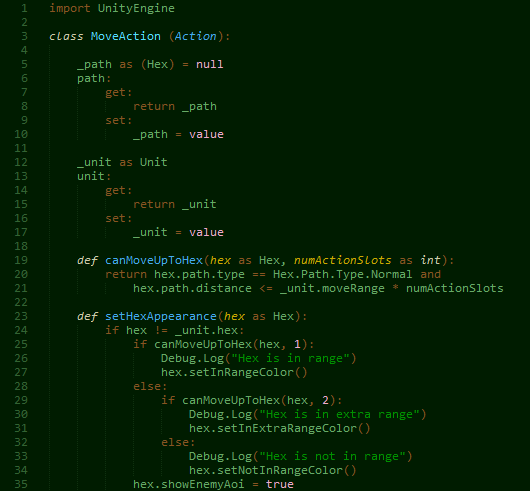 1 import UnityEngine
2
3 class MoveAction (Action):
4
5     _path as (Hex) = null
6     path:
7         get:
8             return _path
9         set:
10             _path = value
11
12     _unit as Unit
13     unit:
14         get:
15             return _unit
16         set:
17             _unit = value
18
19     def canMoveUpToHex(hex as Hex, numActionSlots as int):
20         return hex.path.type == Hex.Path.Type.Normal and
21             hex.path.distance <= _unit.moveRange * numActionSlots
22
23     def setHexAppearance(hex as Hex):
24         if hex != _unit.hex:
25             if canMoveUpToHex(hex, 1):
26                 Debug.Log("Hex is in range")
27                 hex.setInRangeColor()
28             else:
29                 if canMoveUpToHex(hex, 2):
30                     Debug.Log("Hex is in extra range")
31                     hex.setInExtraRangeColor()
32                 else:
33                     Debug.Log("Hex is not in range")
34                     hex.setNotInRangeColor()
35             hex.showEnemyAoi = true